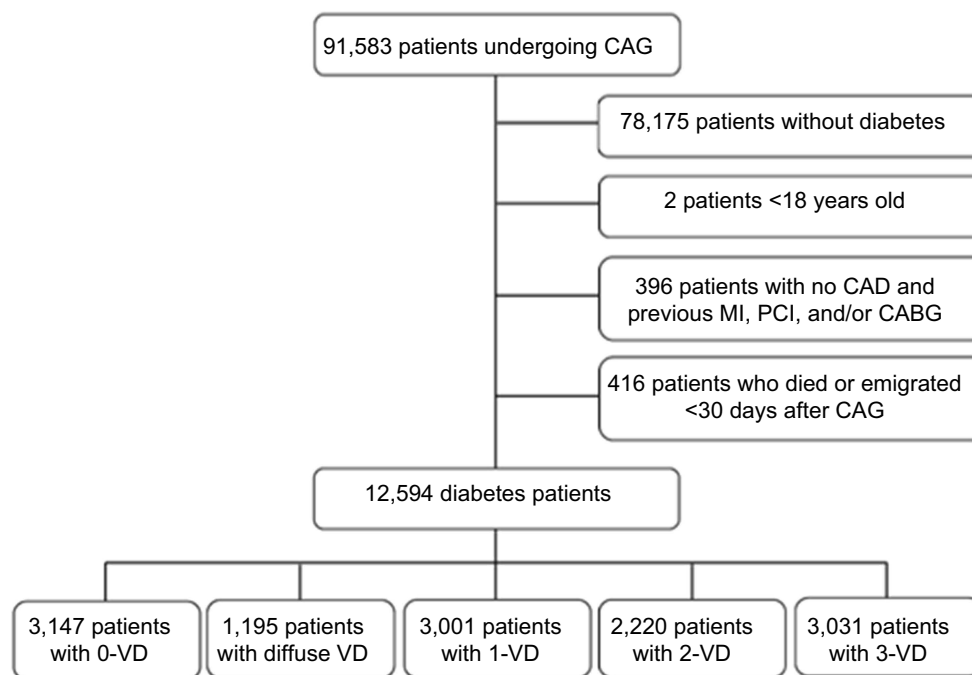 91,583 patients undergoing CAG
78,175 patients without diabetes
2 patients <18 years old
396 patients with no CAD and
previous MI, PCI, and/or CABG
416 patients who died or emigrated
<30 days after CAG
12,594 diabetes patients
3,147 patients
with 0-VD
1,195 patients
with diffuse VD
3,001 patients
with 1-VD
2,220 patients
with 2-VD
3,031 patients
with 3-VD